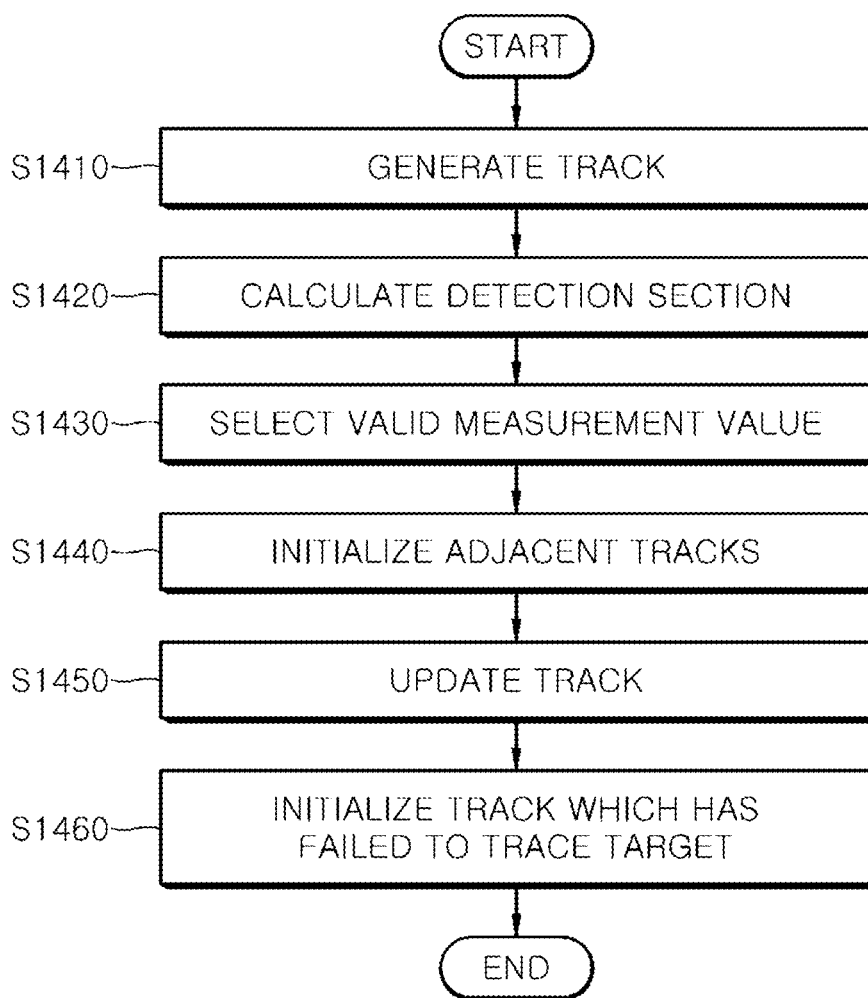 START
S1410
GENERATE TRACK
S1420
CALCULATE DETECTION SECTION
S1430
SELECT VALID MEASUREMENT VALUE
S1440
INITIALIZE ADJACENT TRACKS
S1450
UPDATE TRACK
S1460
INITIALIZE TRACK WHICH HAS
FAILED TO TRACE TARGET
END